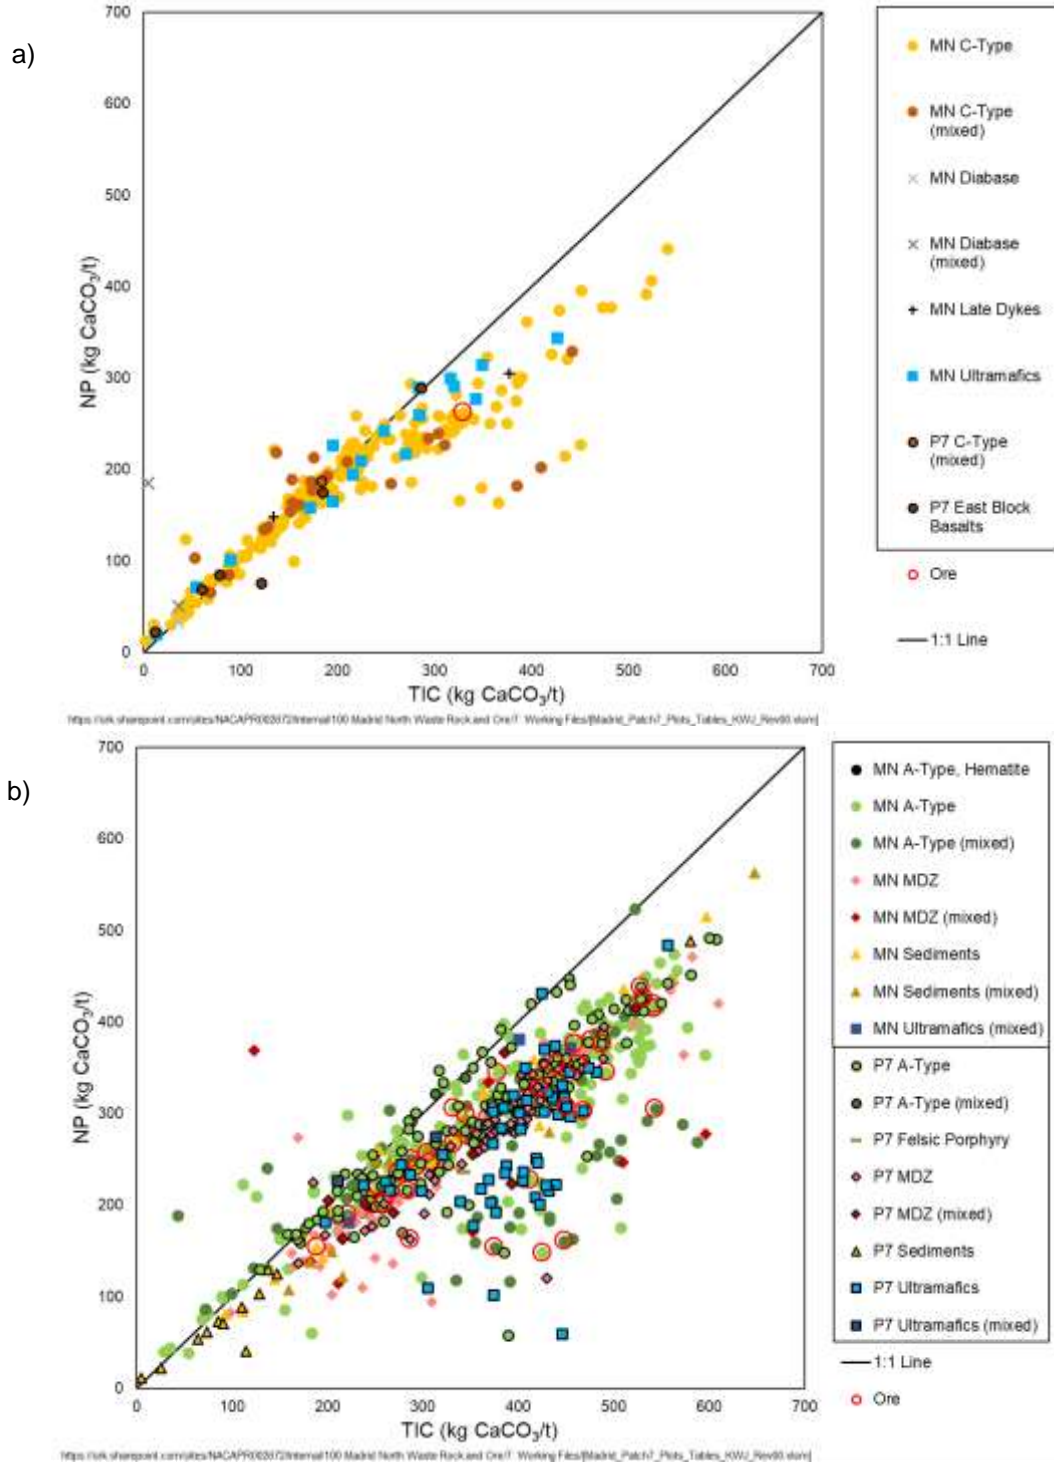 a)
700
600
500
400
300
200
100
0
NP (kg CaCO₃/t)
0 100 200 300 400 500 600 700
TIC (kg CaCO₃/t)
MN C-Type
MN C-Type
(mixed)
MN Diabase
MN Diabase
(mixed)
MN Late Dykes
MN Ultramafics
P7 C-Type
(mixed)
P7 East Block
Basalts
Ore
1:1 Line
b)
700
600
500
400
300
200
100
0
NP (kg CaCO₃/t)
0 100 200 300 400 500 600 700
TIC (kg CaCO₃/t)
MN A-Type, Hematite
MN A-Type
MN A-Type (mixed)
MN MDZ
MN MDZ (mixed)
MN Sediments
MN Sediments (mixed)
MN Ultramafics (mixed)
P7 A-Type
P7 A-Type (mixed)
P7 Felsic Porphyry
P7 MDZ
P7 MDZ (mixed)
P7 Sediments
P7 Ultramafics
P7 Ultramafics (mixed)
1:1 Line
Ore